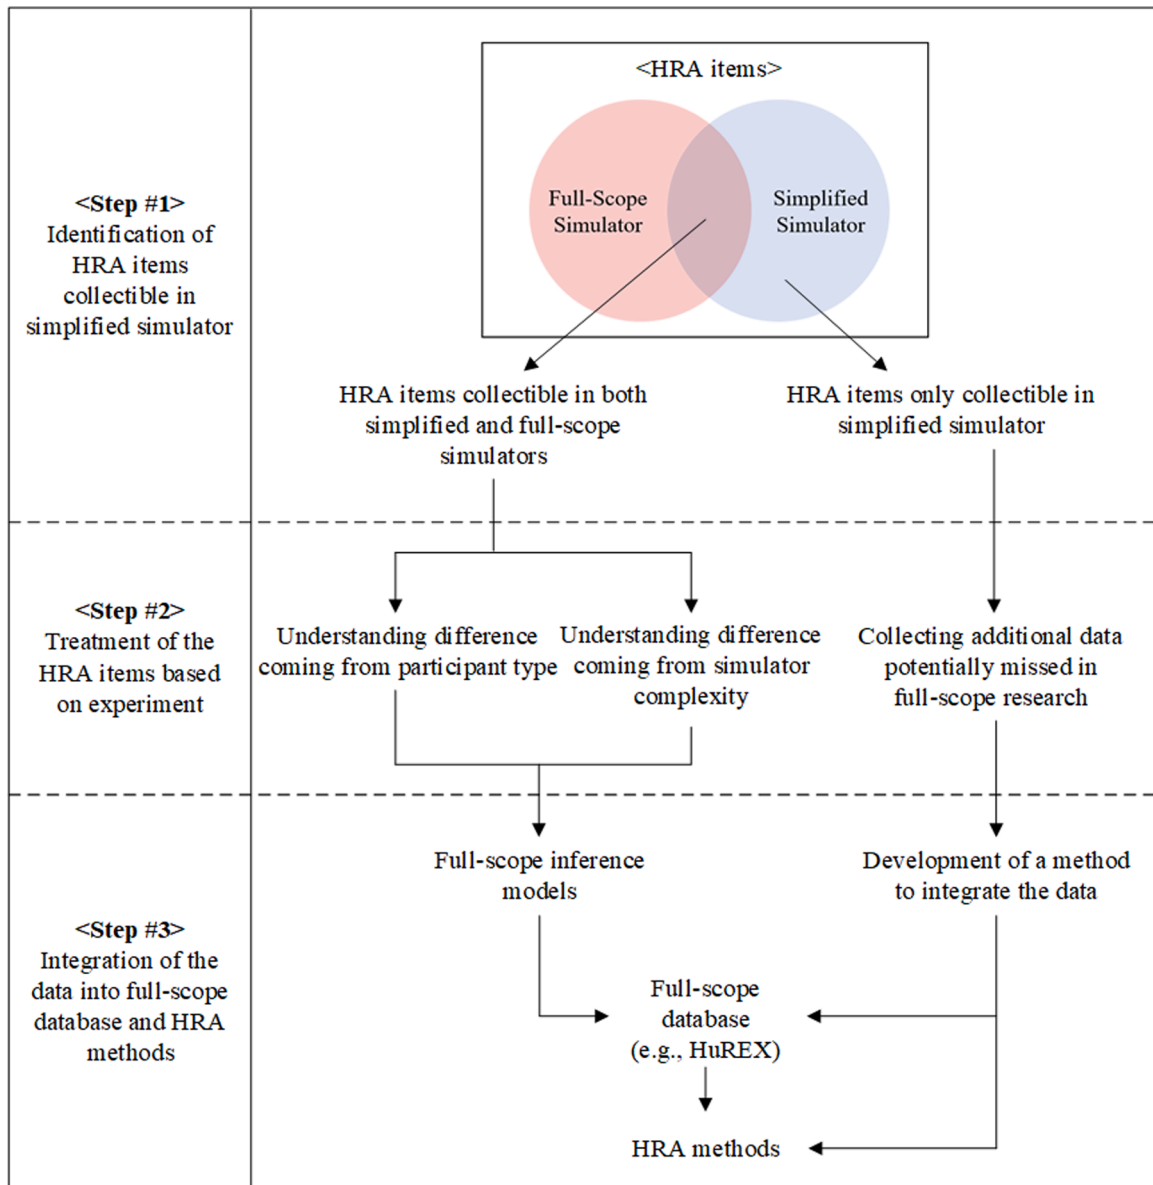 <HRA items>
Full-Scope
Simulator
Simplified
Simulator
<Step #1>
Identification of
HRA items
collectible in
simplified simulator
HRA items collectible in both
simplified and full-scope
simulators
HRA items only collectible in
simplified simulator
<Step #2>
Treatment of the
HRA items based
on experiment
Understanding difference
coming from participant type
Understanding difference
coming from simulator
complexity
Collecting additional data
potentially missed in
full-scope research
<Step #3>
Integration of the
data into full-scope
database and HRA
methods
Full-scope inference
models
Development of a method
to integrate the data
Full-scope
database
(e.g., HuREX)
HRA methods